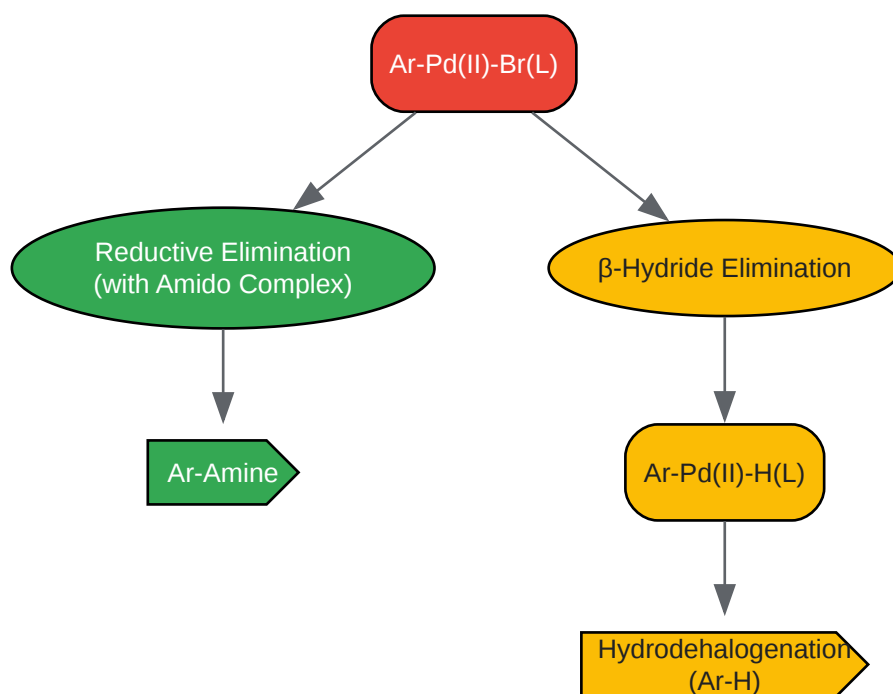 Ar-Pd(II)-Br(L)
Reductive Elimination
(with Amido Complex)
β-Hydride Elimination
Ar-Amine
Ar-Pd(II)-H(L)
Hydrodehalogenation
(Ar-H)